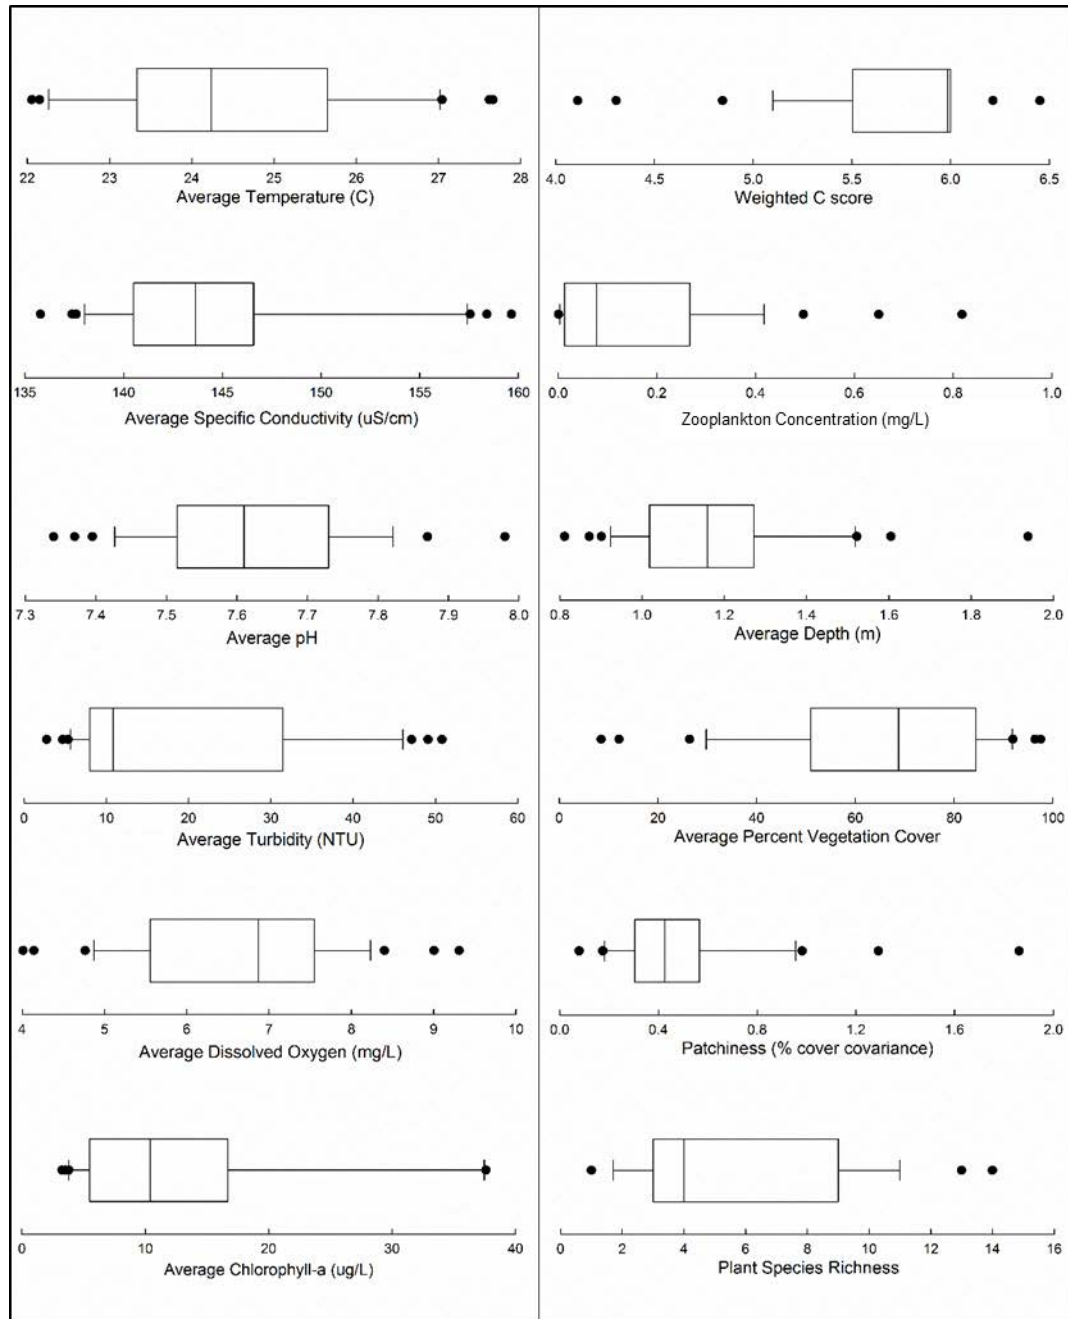 22 23 24 25 26 27 28
Average Temperature (C)
135 140 145 150 155 160
Average Specific Conductivity (uS/cm)
7.3 7.4 7.5 7.6 7.7 7.8 7.9 8.0
Average pH
0 10 20 30 40 50 60
Average Turbidity (NTU)
4 5 6 7 8 9 10
Average Dissolved Oxygen (mg/L)
0 10 20 30 40
Average Chlorophyll-a (ug/L)
4.0 4.5 5.0 5.5 6.0 6.5
Weighted C score
0.0 0.2 0.4 0.6 0.8 1.0
Zooplankton Concentration (mg/L)
0.8 1.0 1.2 1.4 1.6 1.8 2.0
Average Depth (m)
0 20 40 60 80 100
Average Percent Vegetation Cover
0.0 0.4 0.8 1.2 1.6 2.0
Patchiness (% cover covariance)
0 2 4 6 8 10 12 14 16
Plant Species Richness